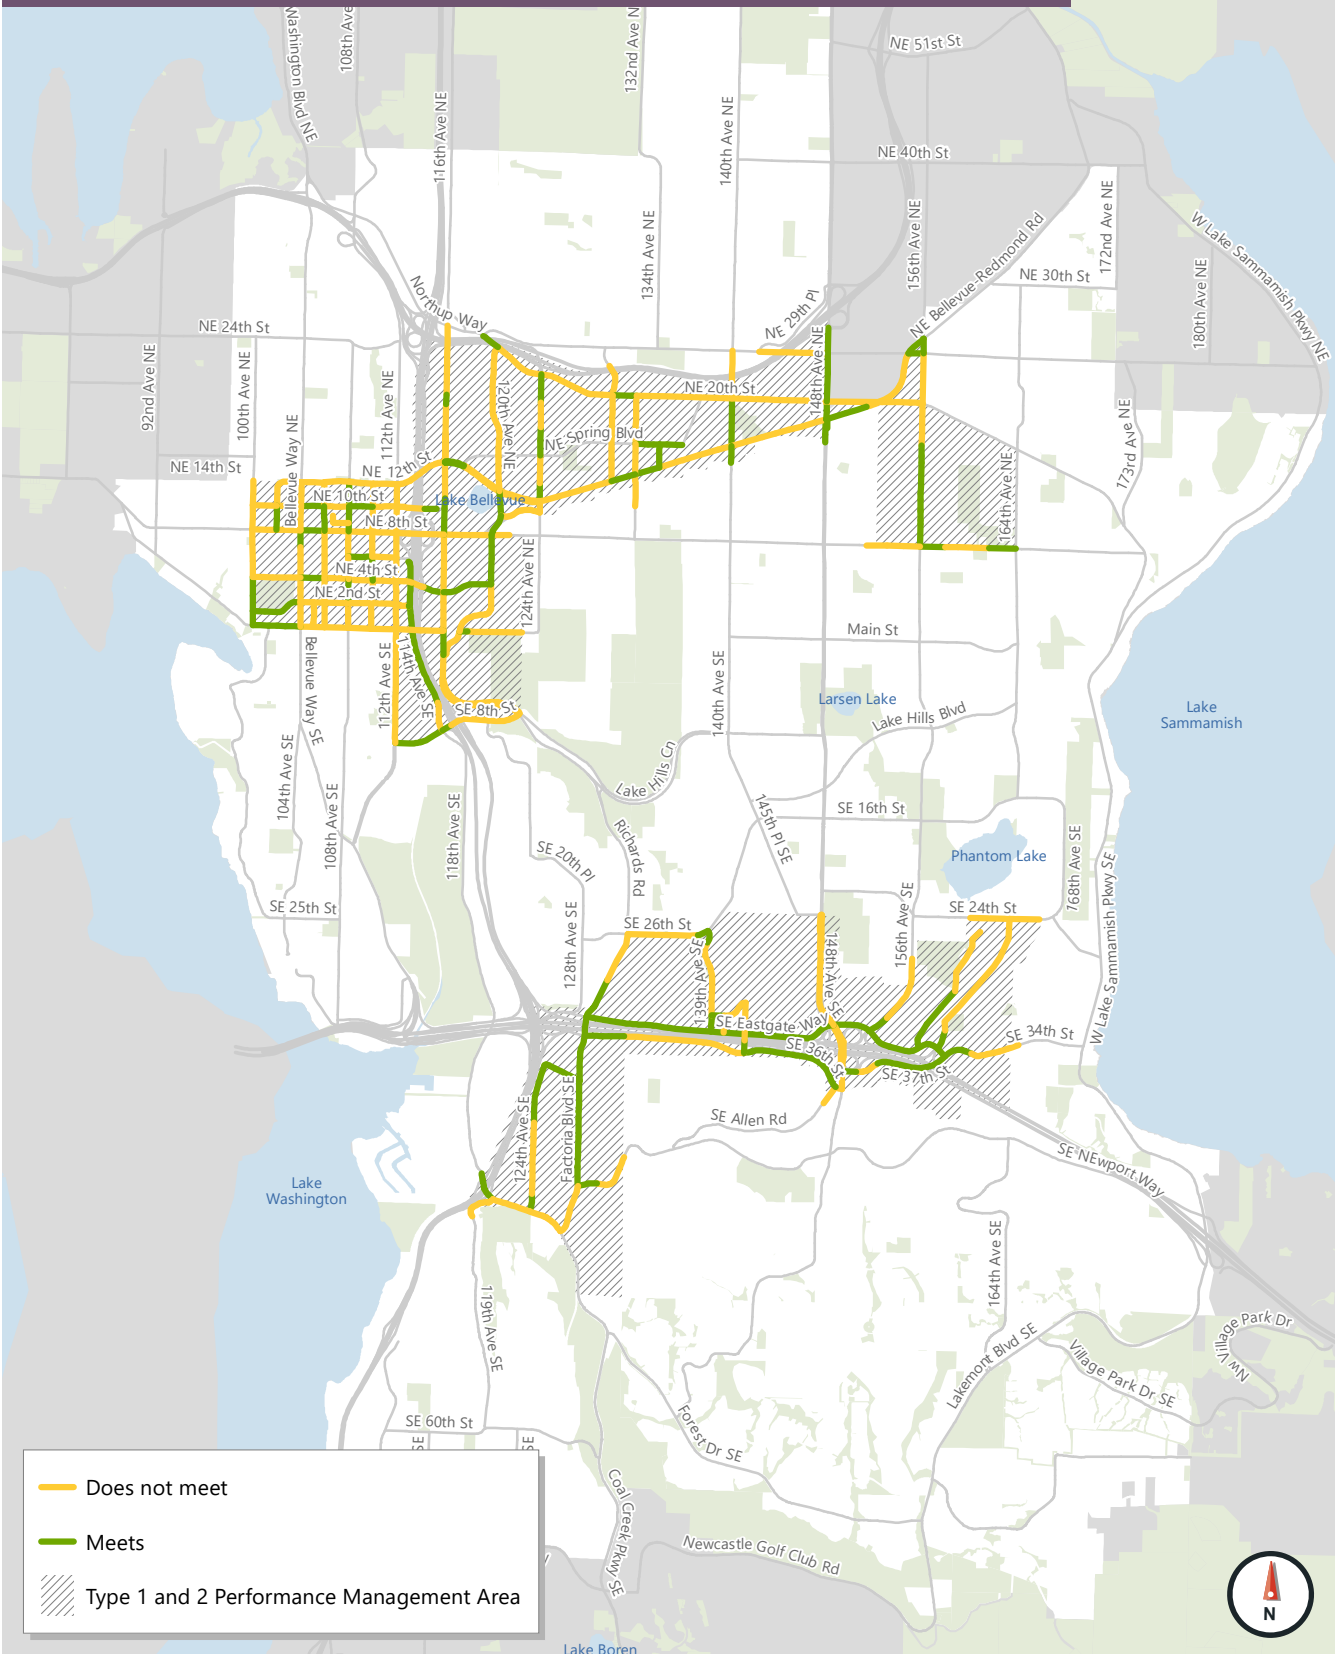 Washington Blvd NE
108th Ave
116th Ave NE
132nd Ave N
140th Ave NE
NE 51st St
NE 40th St
134th Ave NE
156th Ave NE
172nd Ave NE
W Lake Sammamish Pkwy NE
NE Bellevue-Redmond Rd
NE 30th St
180th Ave NE
Northup Way
NE 29th Pl
NE 24th St
92nd Ave NE
100th Ave NE
112th Ave NE
120th Ave NE
NE 20th St
148th Ave NE
173rd Ave NE
Bellevue Way NE
NE Spring Blvd
NE 14th St
NE 12th St
164th Ave NE
NE 10th St
Lake Bellevue
NE 8th St
NE 4th St
124th Ave NE
NE 2nd St
Main St
Bellevue Way SE
112th Ave SE
114th Ave SE
140th Ave SE
Larsen Lake
SE 8th St
Lake Hills Blvd
Lake
Sammamish
104th Ave SE
108th Ave SE
118th Ave SE
Lake Hills Cn
145th Pl SE
SE 16th St
Richards Rd
SE 20th Pl
Phantom Lake
168th Ave SE
W Lake Sammamish Pkwy SE
SE 25th St
128th Ave SE
SE 26th St
139th Ave SE
148th Ave SE
156th Ave SE
SE 24th St
SE Eastgate Way
SE 36th St
SE 34th St
SE 37th St
124th Ave SE
Factoria Blvd SE
SE Allen Rd
SE NEwport Way
Lake
Washington
164th Ave SE
119th Ave SE
Lakemont Blvd SE
Village Park Dr SE
NW Village Park Dr
SE 60th St
SE
SE
Forest Dr SE
Coal Creek Pkwy SE
Newcastle Golf Club Rd
Lake Boren
Does not meet
Meets
Type 1 and 2 Performance Management Area
N